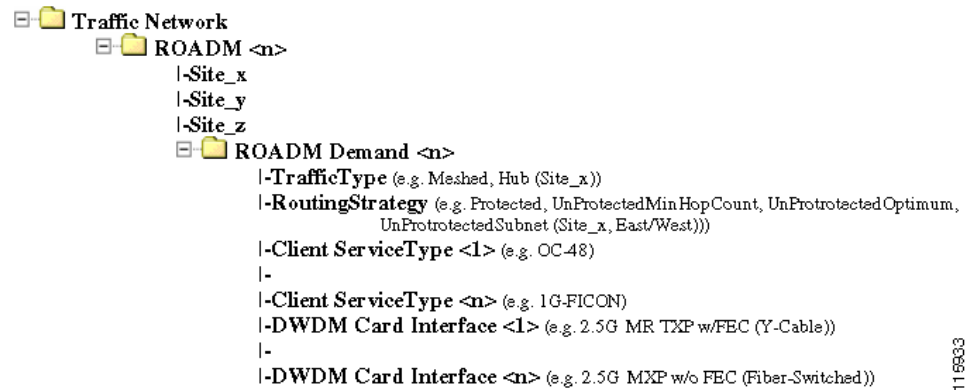 Traffic Network
ROADM <n>
|-Site_x
|-Site_y
|-Site_z
ROADM Demand <n>
|-TrafficType (e.g. Meshed, Hub (Site_x))
|-RoutingStrategy (e.g. Protected, UnProtectedMinHopCount, UnProtrotectedOptimum,
UnProtrotectedSubnet (Site_x, East/West)))
|-Client ServiceType <1> (e.g. OC-48)
|-
|-Client ServiceType <n> (e.g. 1G-FICON)
|-DWDM Card Interface <1> (e.g. 2.5G MR TXP w/FEC (Y-Cable))
|-
|-DWDM Card Interface <n> (e.g. 2.5G MXP w/o FEC (Fiber-Switched))
115933